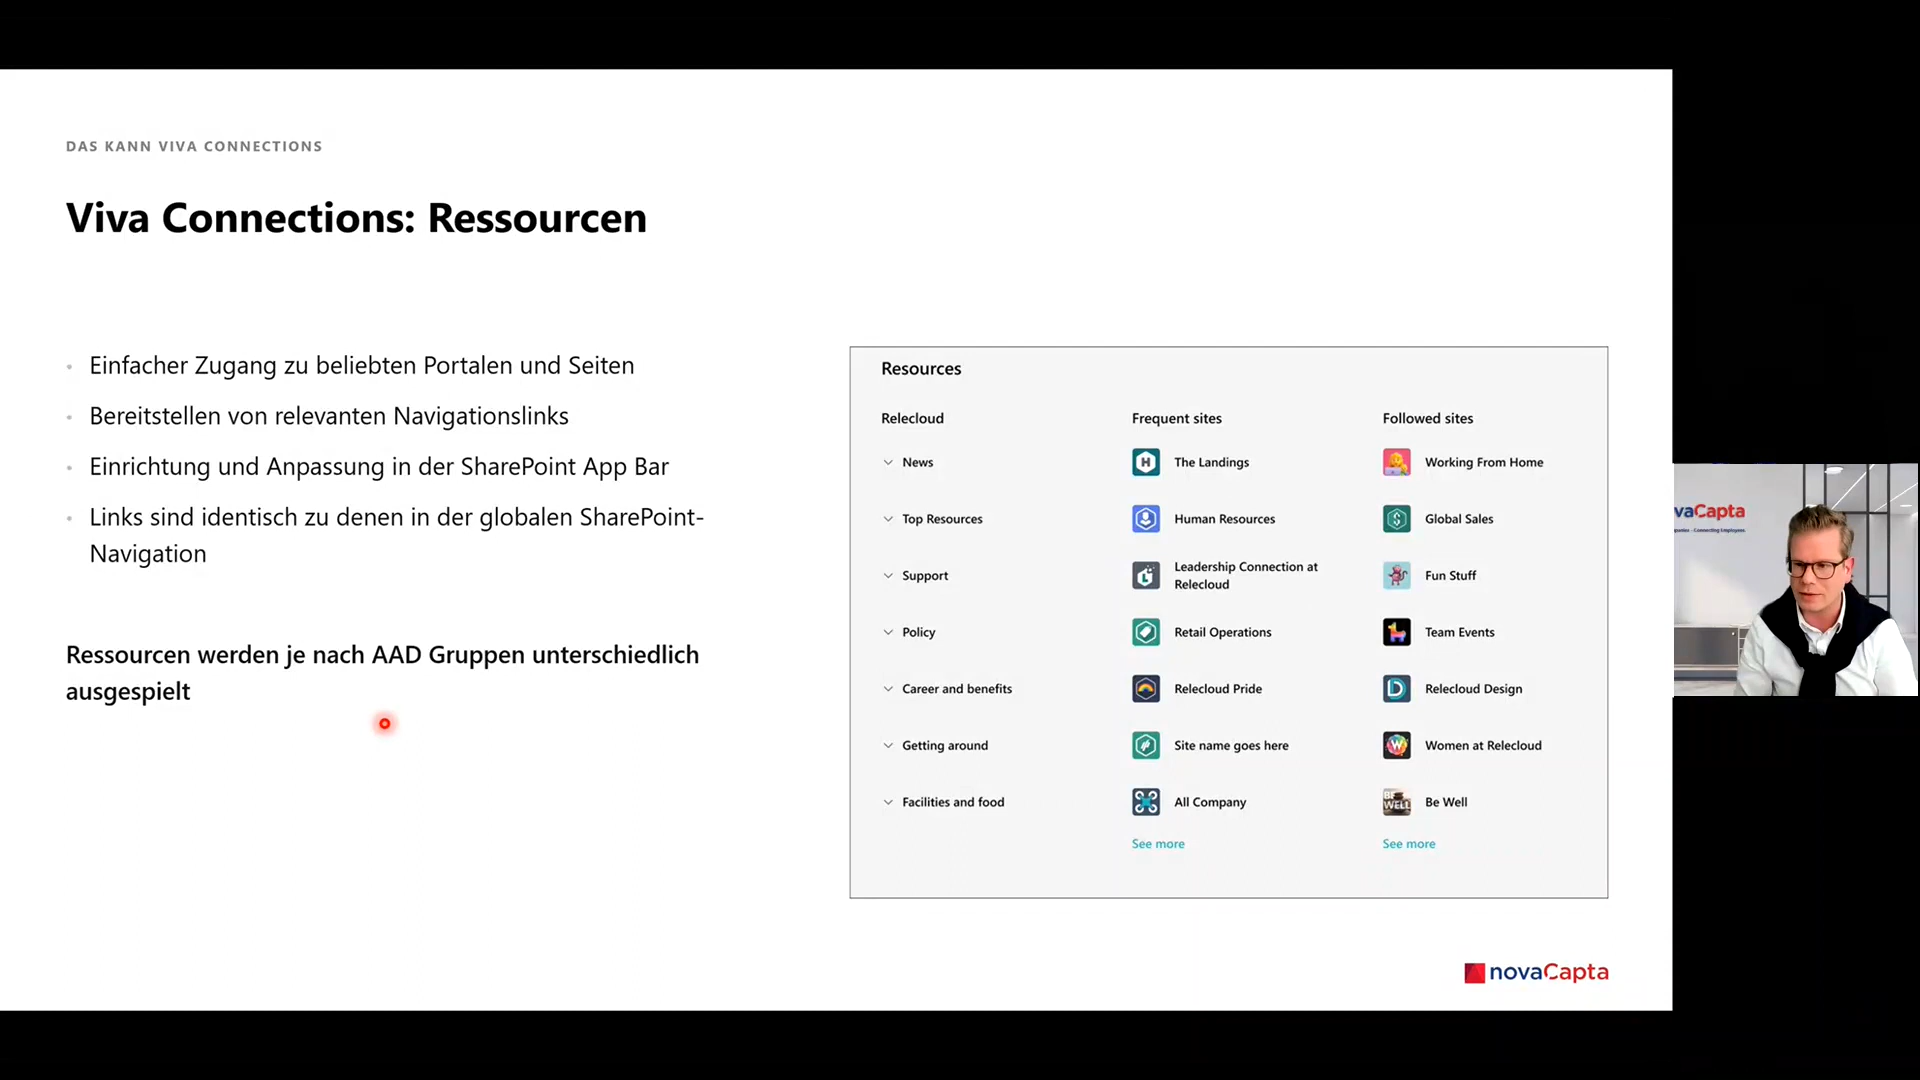 DAS KANN VIVA CONNECTIONS
Viva Connections: Ressourcen
Einfacher Zugang zu beliebten Portalen und Seiten
Bereitstellen von relevanten Navigationslinks
Einrichtung und Anpassung in der SharePoint App Bar
Links sind identisch zu denen in der globalen SharePoint-
Navigation
Ressourcen werden je nach AAD Gruppen unterschiedlich
ausgespielt
Resources
Relecloud
News
Top Resources
Support
Policy
Career and benefits
Getting around
Facilities and food
Frequent sites
The Landings
Human Resources
Leadership Connection at
Relecloud
Retail Operations
Relecloud Pride
Site name goes here
All Company
See more
Followed sites
Working From Home
Global Sales
Fun Stuff
Team Events
Relecloud Design
Women at Relecloud
BE
WELL
Be Well
See more
novaCapta
vaCapta
Connecting Employees